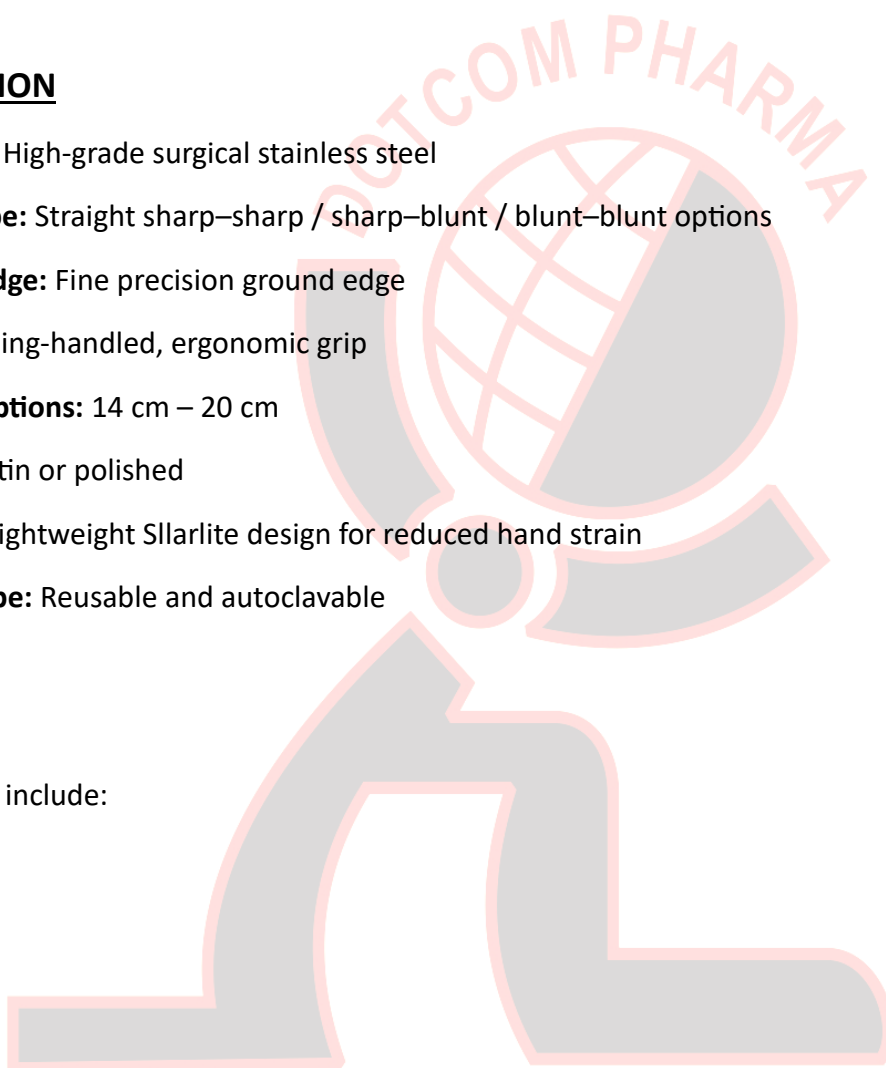 DOTCOM PHARMA
ION
High-grade surgical stainless steel
pe: Straight sharp–sharp / sharp–blunt / blunt–blunt options
dge: Fine precision ground edge
ing-handled, ergonomic grip
ptions: 14 cm – 20 cm
tin or polished
ightweight Sllarlite design for reduced hand strain
pe: Reusable and autoclavable
include: